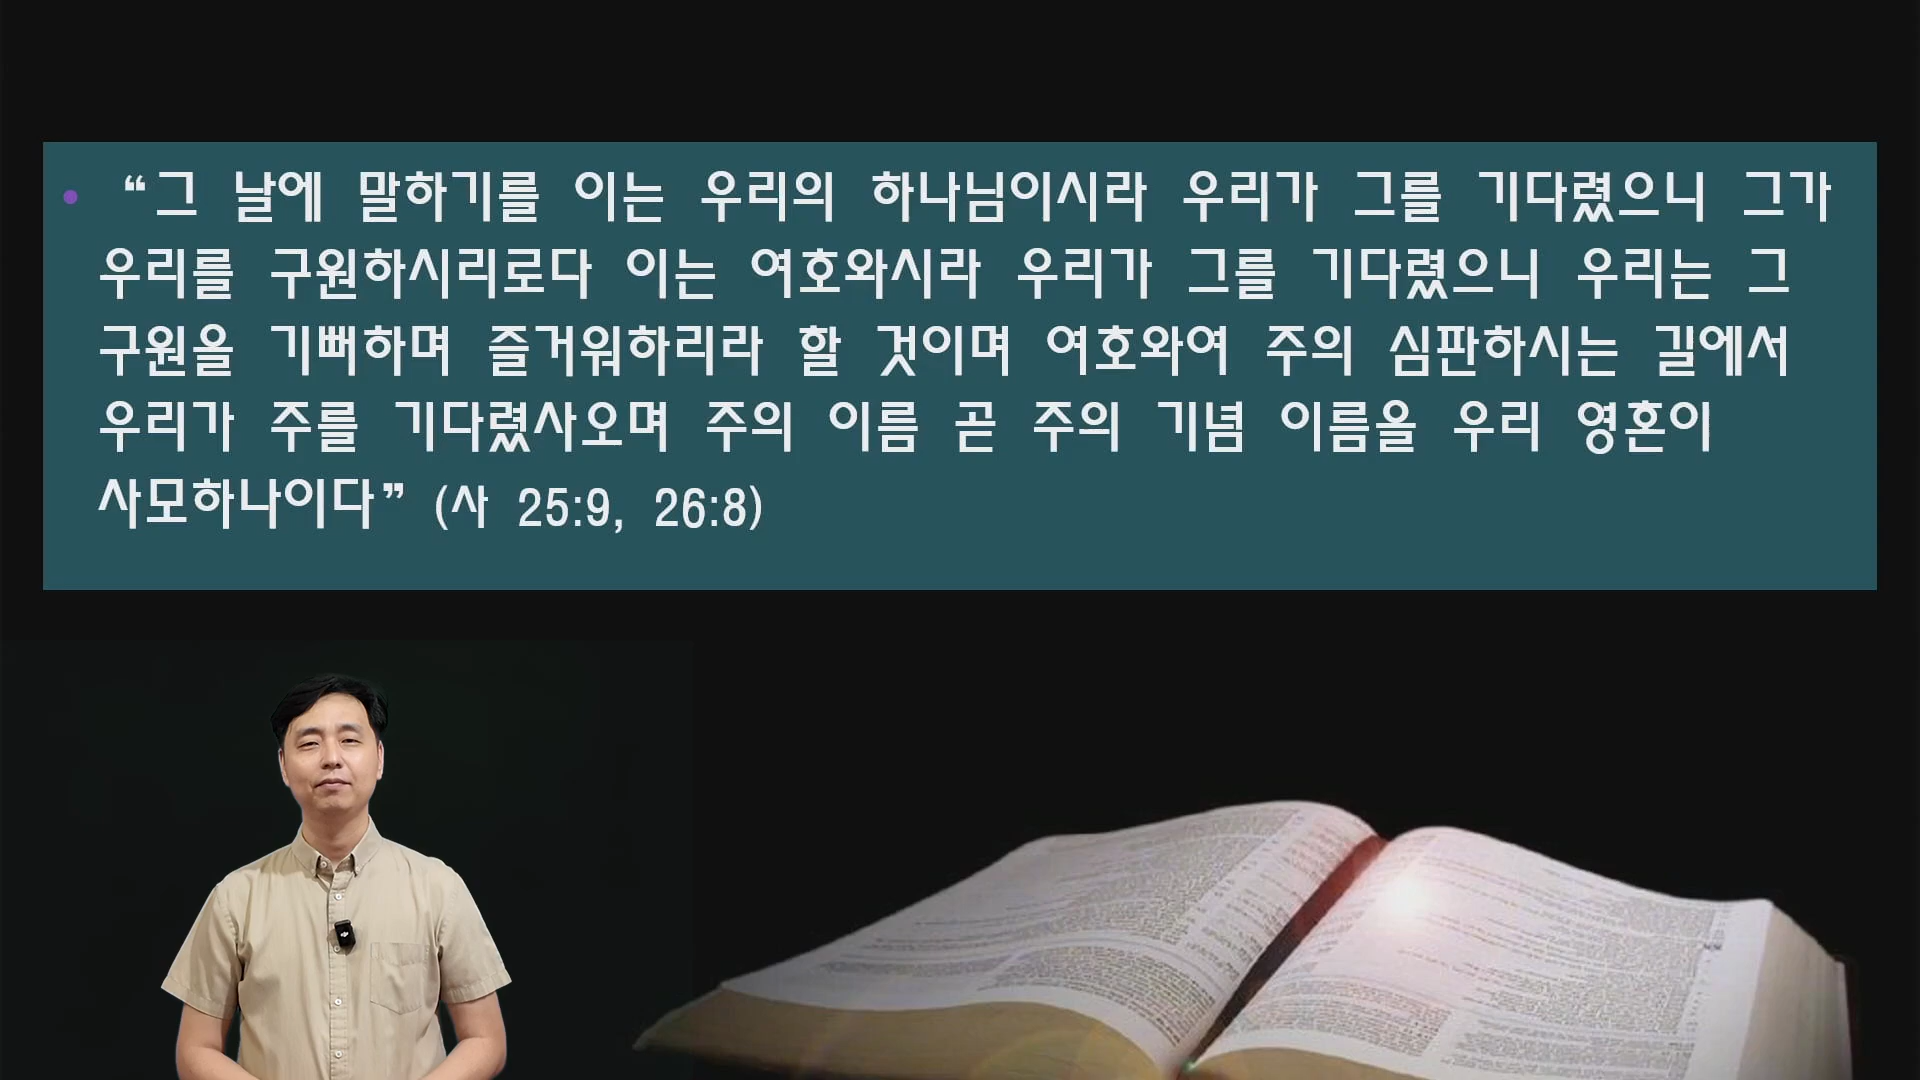 • “그 날에 말하기를 이는 우리의 하나님이시라 우리가 그를 기다렸으니 그가
우리를 구원하시리로다 이는 여호와시라 우리가 그를 기다렸으니 우리는 그
구원을 기뻐하며 즐거워하리라 할 것이며 여호와여 주의 심판하시는 길에서
우리가 주를 기다렸사오며 주의 이름 곧 주의 기념 이름을 우리 영혼이
사모하나이다” (사 25:9, 26:8)